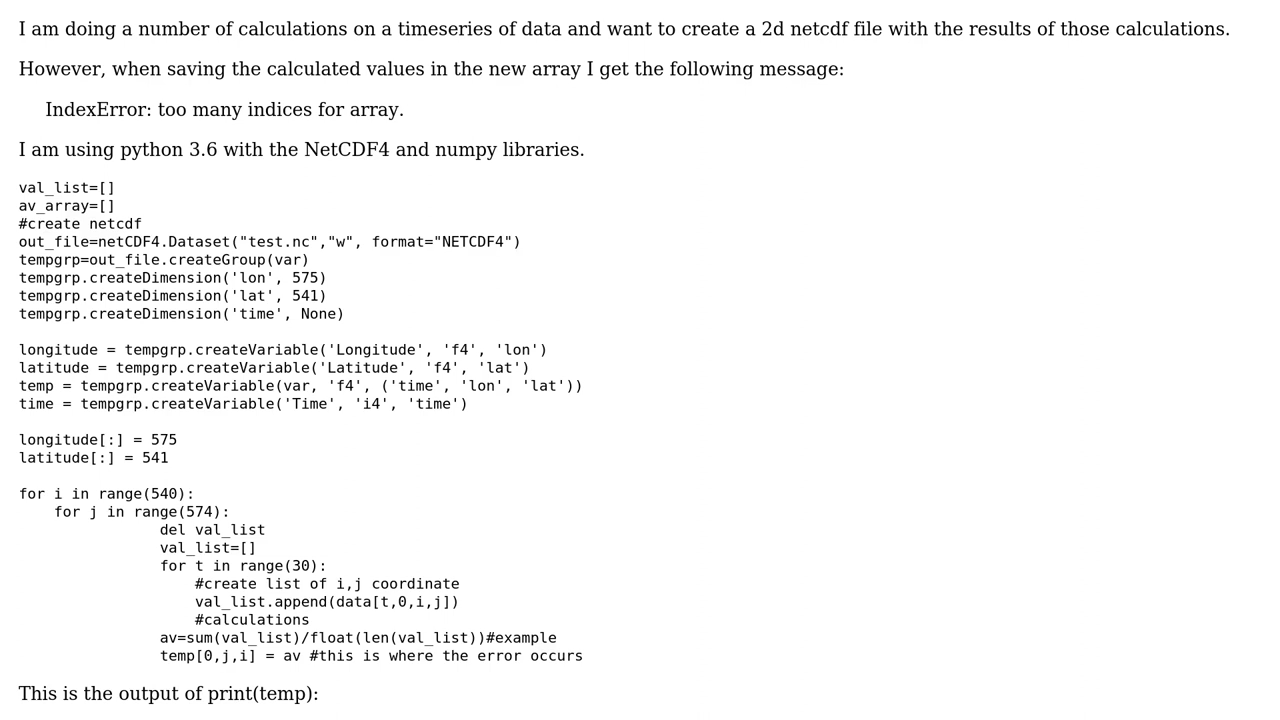 I am doing a number of calculations on a timeseries of data and want to create a 2d netcdf file with the results of those calculations.
However, when saving the calculated values in the new array I get the following message:
IndexError: too many indices for array.
I am using python 3.6 with the NetCDF4 and numpy libraries.
val_list=[]
av_array=[]
#create netcdf
out_file=netCDF4.Dataset("test.nc","w", format="NETCDF4")
tempgrp=out_file.createGroup(var)
tempgrp.createDimension('lon', 575)
tempgrp.createDimension('lat', 541)
tempgrp.createDimension('time', None)

longitude = tempgrp.createVariable('Longitude', 'f4', 'lon')
latitude = tempgrp.createVariable('Latitude', 'f4', 'lat')
temp = tempgrp.createVariable(var, 'f4', ('time', 'lon', 'lat'))
time = tempgrp.createVariable('Time', 'i4', 'time')

longitude[:] = 575
latitude[:] = 541

for i in range(540):
    for j in range(574):
                del val_list
                val_list=[]
                for t in range(30):
                    #create list of i,j coordinate
                    val_list.append(data[t,0,i,j])
                    #calculations
                av=sum(val_list)/float(len(val_list))#example
                temp[0,j,i] = av #this is where the error occurs
This is the output of print(temp):